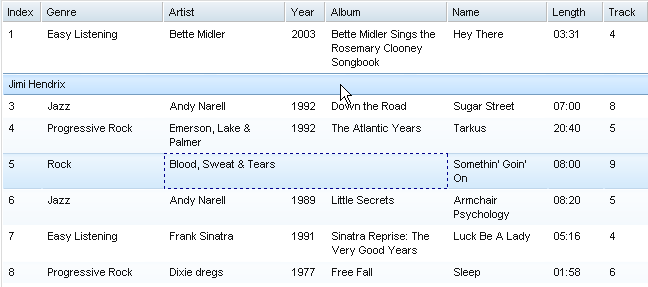 Index Genre Artist Year Album Name Length Track
1 Easy Listening Bette Midler 2003 Bette Midler Sings the Hey There 03:31 4
Rosemary Clooney
Songbook
Jimi Hendrix
3 Jazz Andy Narell 1992 Down the Road Sugar Street 07:00 8
4 Progressive Rock Emerson, Lake & 1992 The Atlantic Years Tarkus 20:40 5
Palmer
5 Rock Blood, Sweat & Tears Somethin' Goin' 08:00 9
On
6 Jazz Andy Narell 1989 Little Secrets Armchair 08:20 5
Psychology
7 Easy Listening Frank Sinatra 1991 Sinatra Reprise: The Luck Be A Lady 05:16 4
Very Good Years
8 Progressive Rock Dixie dregs 1977 Free Fall Sleep 01:58 6